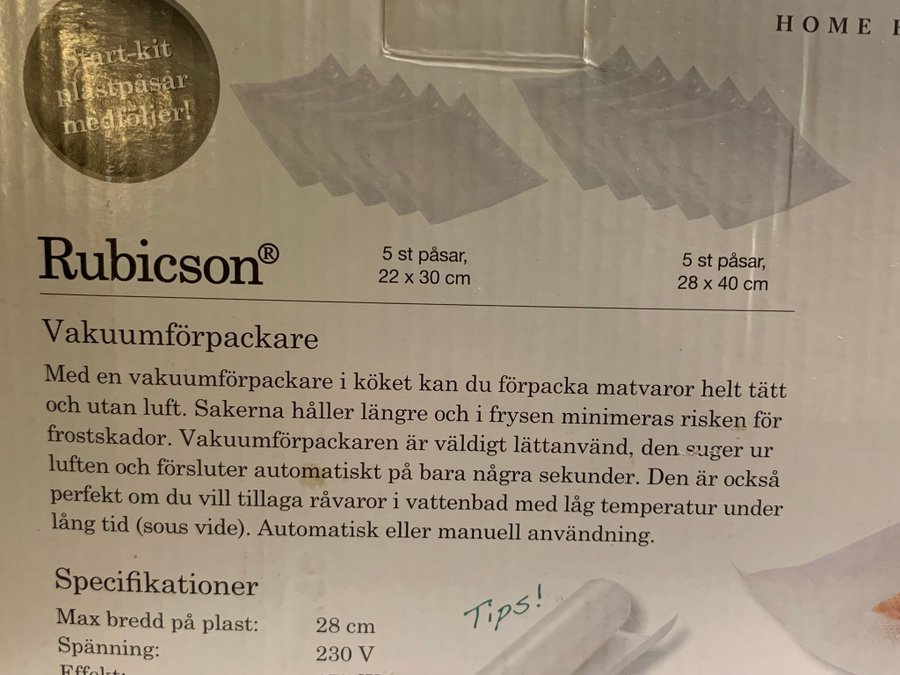 HOME
Start-kit
plastpåsar
medföljer!
5 st påsar,
22 x 30 cm
5 st påsar,
28 x 40 cm
Rubicson®
Vakuumförpackare
Med en vakuumförpackare i köket kan du förpacka matvaror helt tätt
och utan luft. Sakerna håller längre och i frysen minimeras risken för
frostskador. Vakuumförpackaren är väldigt lättanvänd, den suger ur
luften och försluter automatiskt på bara några sekunder. Den är också
perfekt om du vill tillaga råvaror i vattenbad med låg temperatur under
lång tid (sous vide). Automatisk eller manuell användning.
Specifikationer
Max bredd på plast: 28 cm
Spänning: 230 V
Effekt:
Tips!